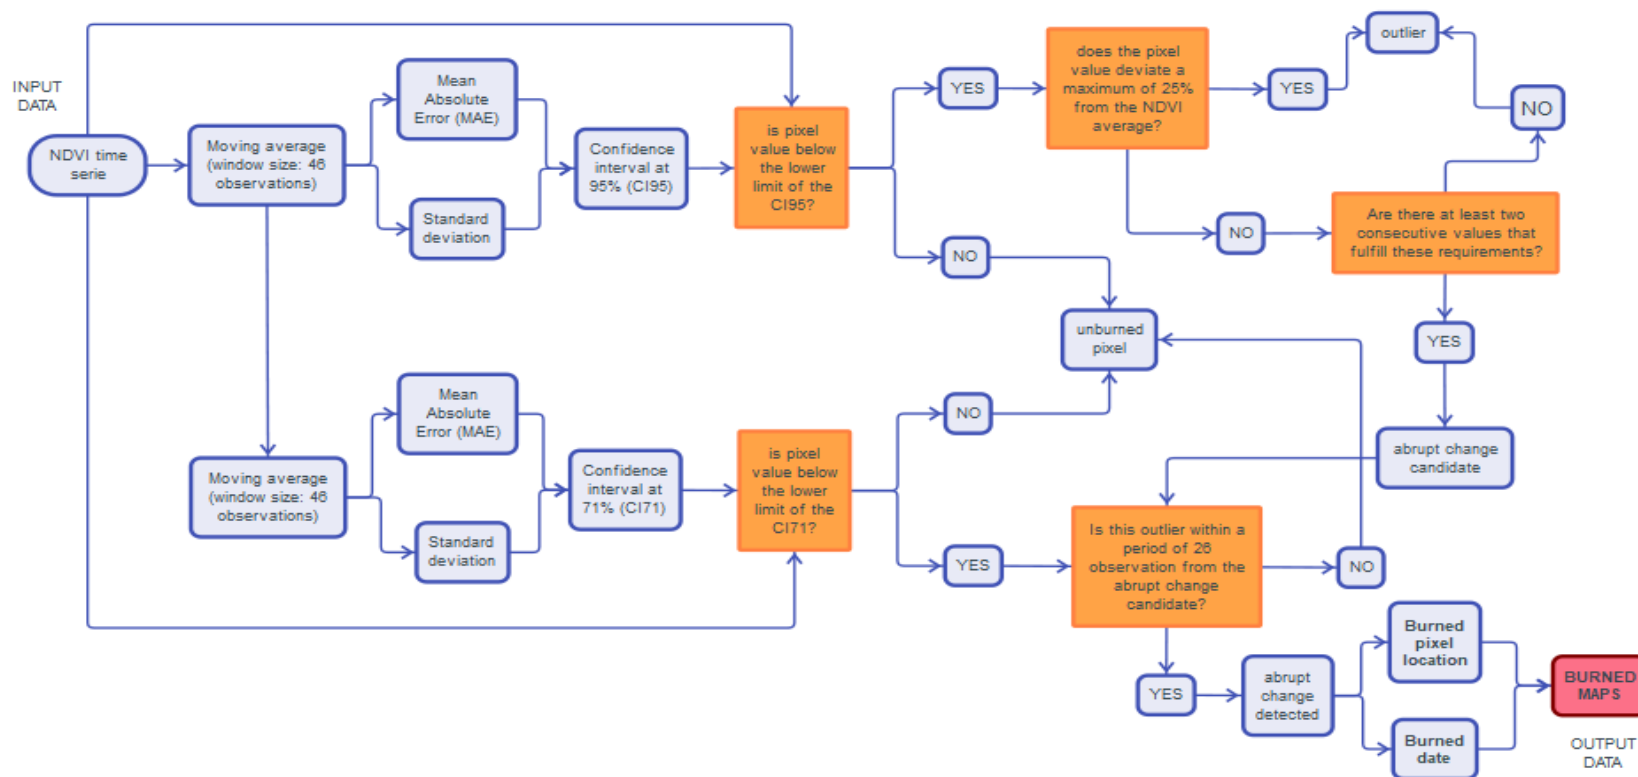 INPUT
DATA
NDVI time
serie
Moving average
(window size: 46
observations)
Mean
Absolute
Error (MAE)
Standard
deviation
Confidence
interval at
95% (CI95)
is pixel
value below
the lower
limit of the
CI95?
YES
NO
does the pixel
value deviate a
maximum of 25%
from the NDVI
average?
YES
outlier
NO
NO
Are there at least two
consecutive values that
fulfill these requirements?
YES
abrupt change
candidate
unburned
pixel
Moving average
(window size: 46
observations)
Mean
Absolute
Error (MAE)
Standard
deviation
Confidence
interval at
71% (CI71)
is pixel
value below
the lower
limit of the
CI71?
NO
YES
Is this outlier within a
period of 26
observation from the
abrupt change
candidate?
NO
YES
abrupt
change
detected
Burned
pixel
location
Burned
date
BURNED
MAPS
OUTPUT
DATA